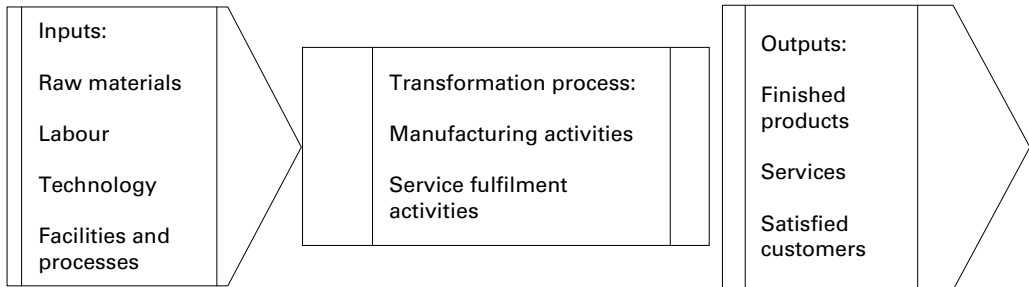 Inputs:
Raw materials
Labour
Technology
Facilities and
processes
Transformation process:
Manufacturing activities
Service fulfilment
activities
Outputs:
Finished
products
Services
Satisfied
customers